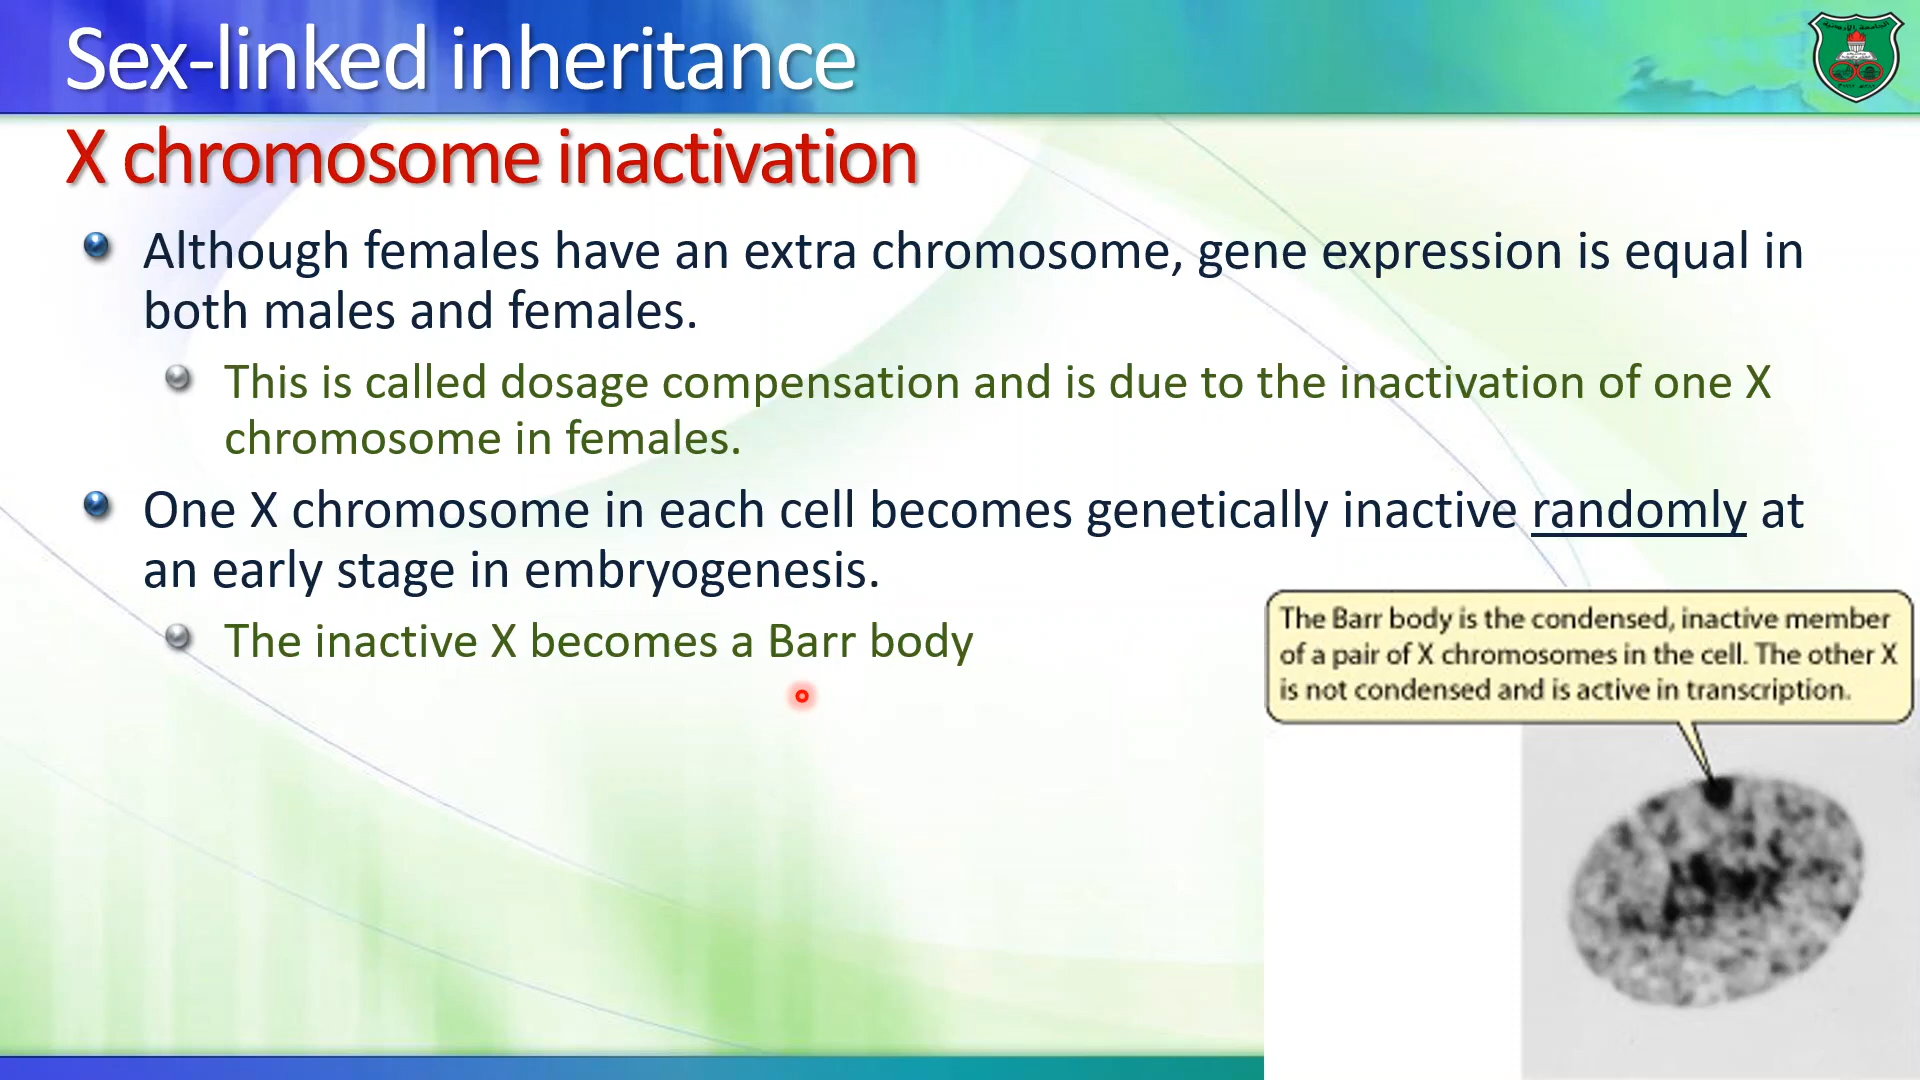 Sex-linked inheritance
X chromosome inactivation
Although females have an extra chromosome, gene expression is equal in
both males and females.
This is called dosage compensation and is due to the inactivation of one X
chromosome in females.
One X chromosome in each cell becomes genetically inactive randomly at
an early stage in embryogenesis.
The inactive X becomes a Barr body
The Barr body is the condensed, inactive member
of a pair of X chromosomes in the cell. The other X
is not condensed and is active in transcription.